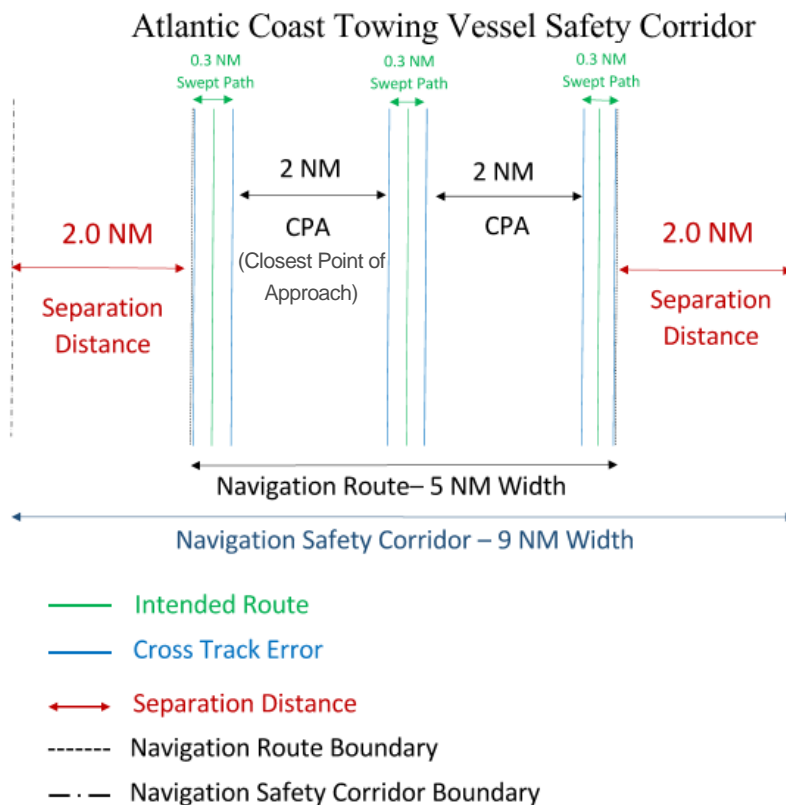 Atlantic Coast Towing Vessel Safety Corridor
0.3 NM
Swept Path
0.3 NM
Swept Path
0.3 NM
Swept Path
2 NM
CPA
(Closest Point of
Approach)
2 NM
CPA
2.0 NM
Separation
Distance
2.0 NM
Separation
Distance
Navigation Route– 5 NM Width
Navigation Safety Corridor – 9 NM Width
Intended Route
Cross Track Error
Separation Distance
Navigation Route Boundary
Navigation Safety Corridor Boundary